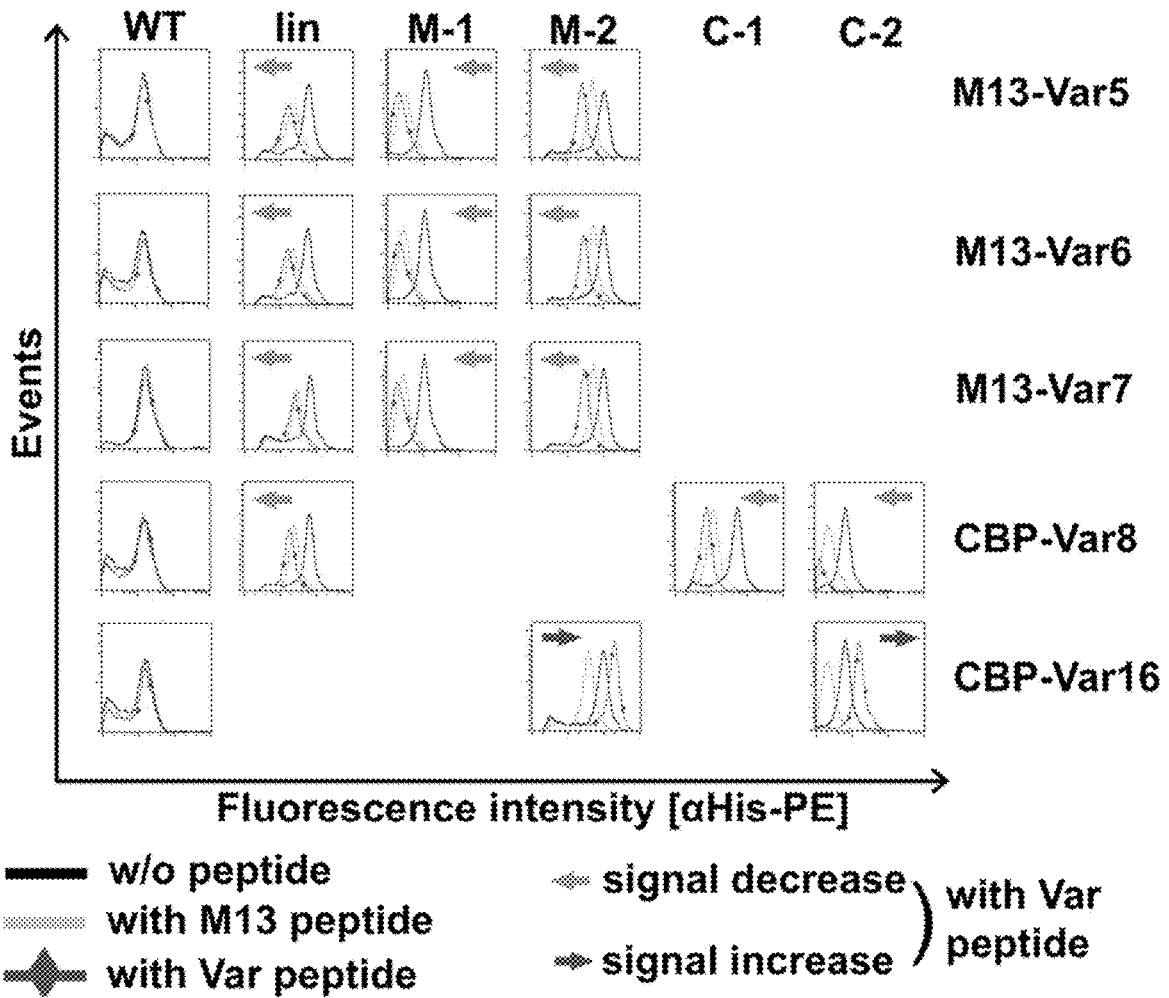 WT lin M-1 M-2 C-1 C-2
M13-Var5
M13-Var6
M13-Var7
CBP-Var8
CBP-Var16
Events
Fluorescence intensity [αHis-PE]
w/o peptide
with M13 peptide
with Var peptide
signal decrease
signal increase
with Var
peptide